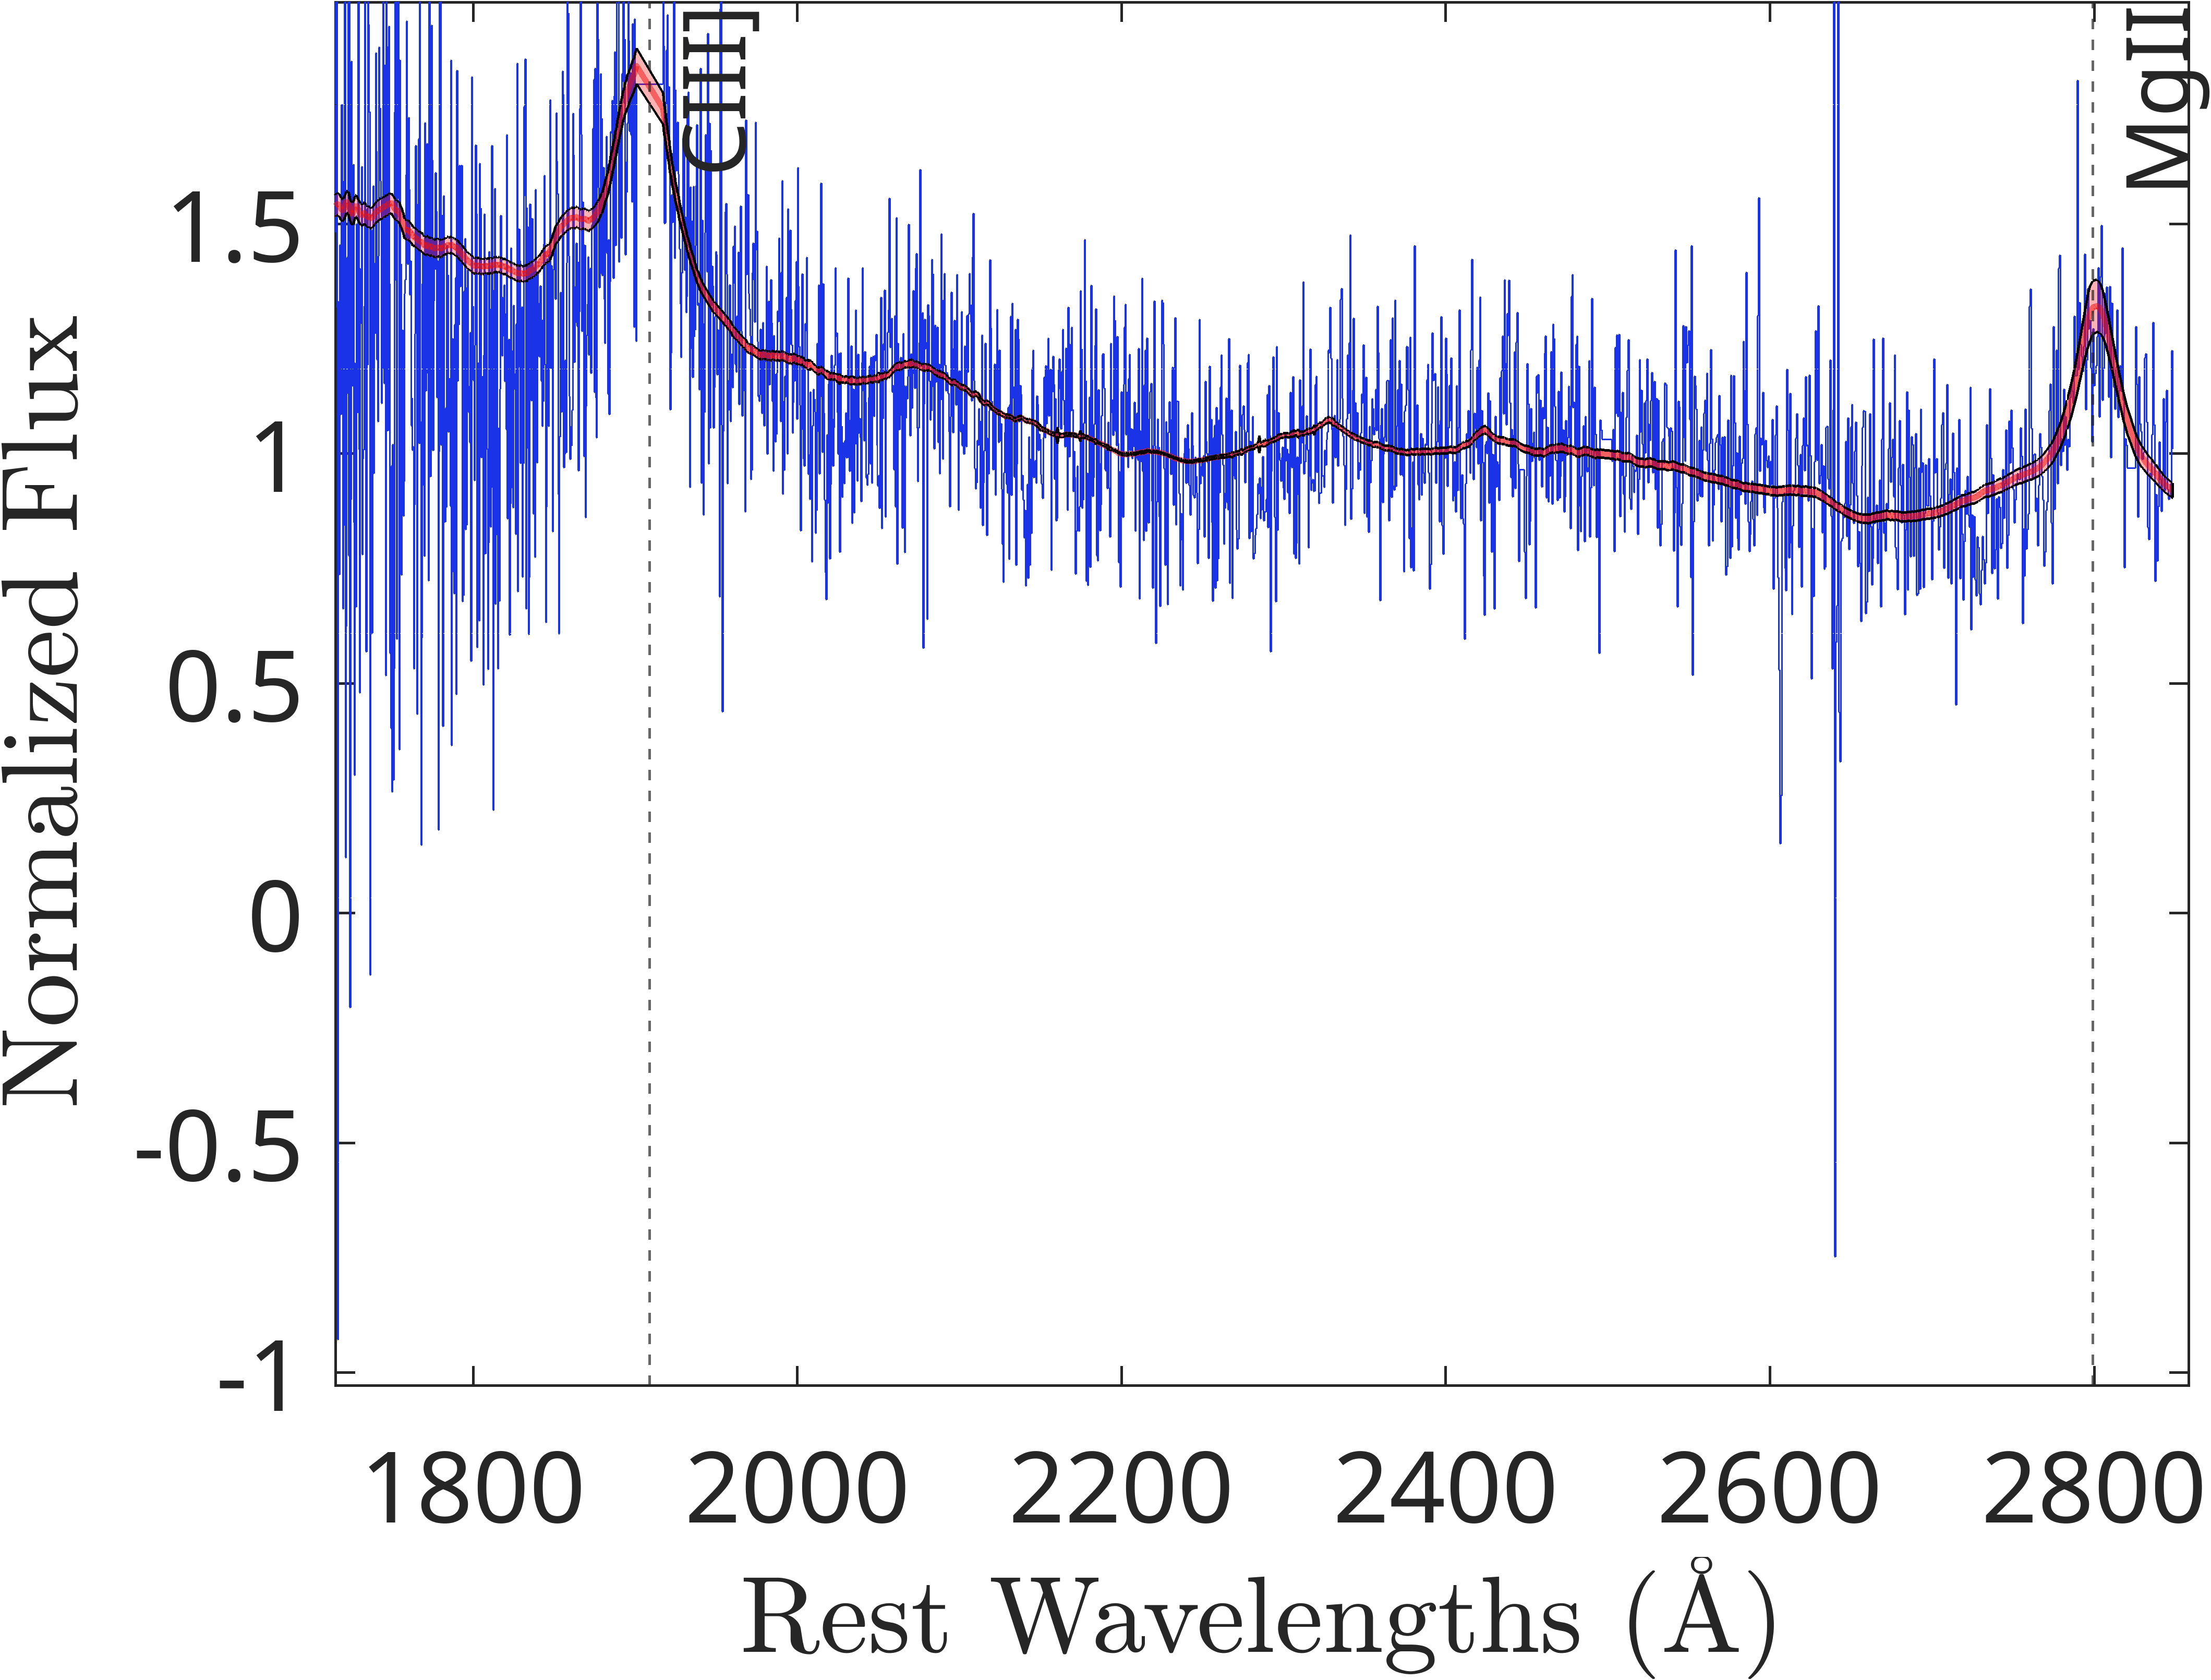 CIII]
MgII
1.5
1
0.5
0
-0.5
-1
Normalized Flux
1800 2000 2200 2400 2600 2800
Rest Wavelengths (Å)